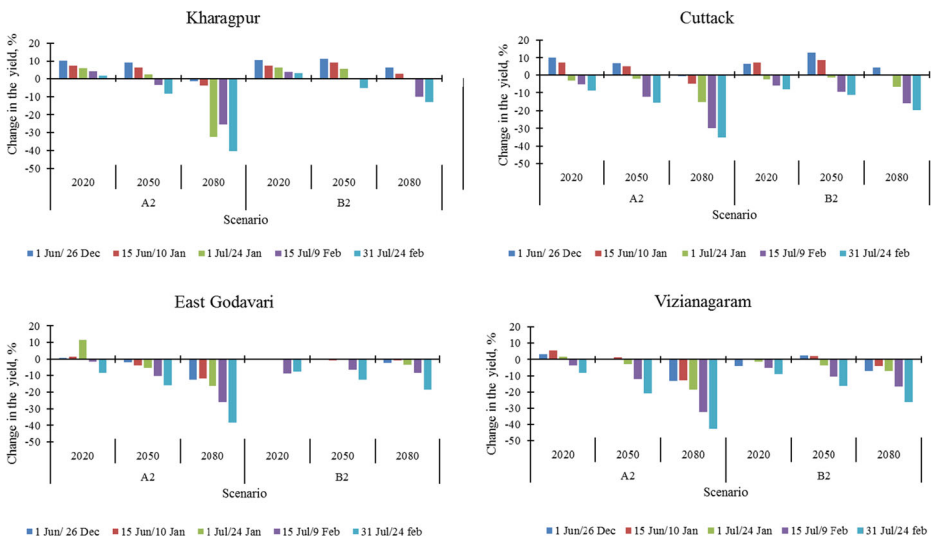 Kharagpur
Change in the yield, %
20
10
0
-10
-20
-30
-40
-50
2020 2050 2080 2020 2050 2080
A2 B2
Scenario
1 Jun/ 26 Dec 15 Jun/10 Jan 1 Jul/24 Jan 15 Jul/9 Feb 31 Jul/24 feb
Cuttack
Change in the yield, %
20
10
0
-10
-20
-30
-40
-50
2020 2050 2080 2020 2050 2080
A2 B2
Scenario
1 Jun/ 26 Dec 15 Jun/10 Jan 1 Jul/24 Jan 15 Jul/9 Feb 31 Jul/24 feb
East Godavari
Change in the yield, %
20
10
0
-10
-20
-30
-40
-50
2020 2050 2080 2020 2050 2080
A2 B2
Scenario
1 Jun/ 26 Dec 15 Jun/10 Jan 1 Jul/24 Jan 15 Jul/9 Feb 31 Jul/24 feb
Vizianagaram
Change in the yield, %
20
10
0
-10
-20
-30
-40
-50
2020 2050 2080 2020 2050 2080
A2 B2
Scenario
1 Jun/26 Dec 15 Jun/10 Jan 1 Jul/24 Jan 15 Jul/9 Feb 31 Jul/24 feb